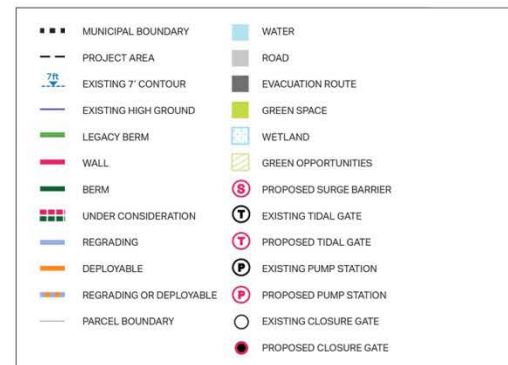 MUNICIPAL BOUNDARY
PROJECT AREA
7ft
EXISTING 7' CONTOUR
EXISTING HIGH GROUND
LEGACY BERM
WALL
BERM
UNDER CONSIDERATION
REGRADING
DEPLOYABLE
REGRADING OR DEPLOYABLE
PARCEL BOUNDARY
WATER
ROAD
EVACUATION ROUTE
GREEN SPACE
WETLAND
GREEN OPPORTUNITIES
S PROPOSED SURGE BARRIER
T EXISTING TIDAL GATE
T PROPOSED TIDAL GATE
P EXISTING PUMP STATION
P PROPOSED PUMP STATION
EXISTING CLOSURE GATE
PROPOSED CLOSURE GATE